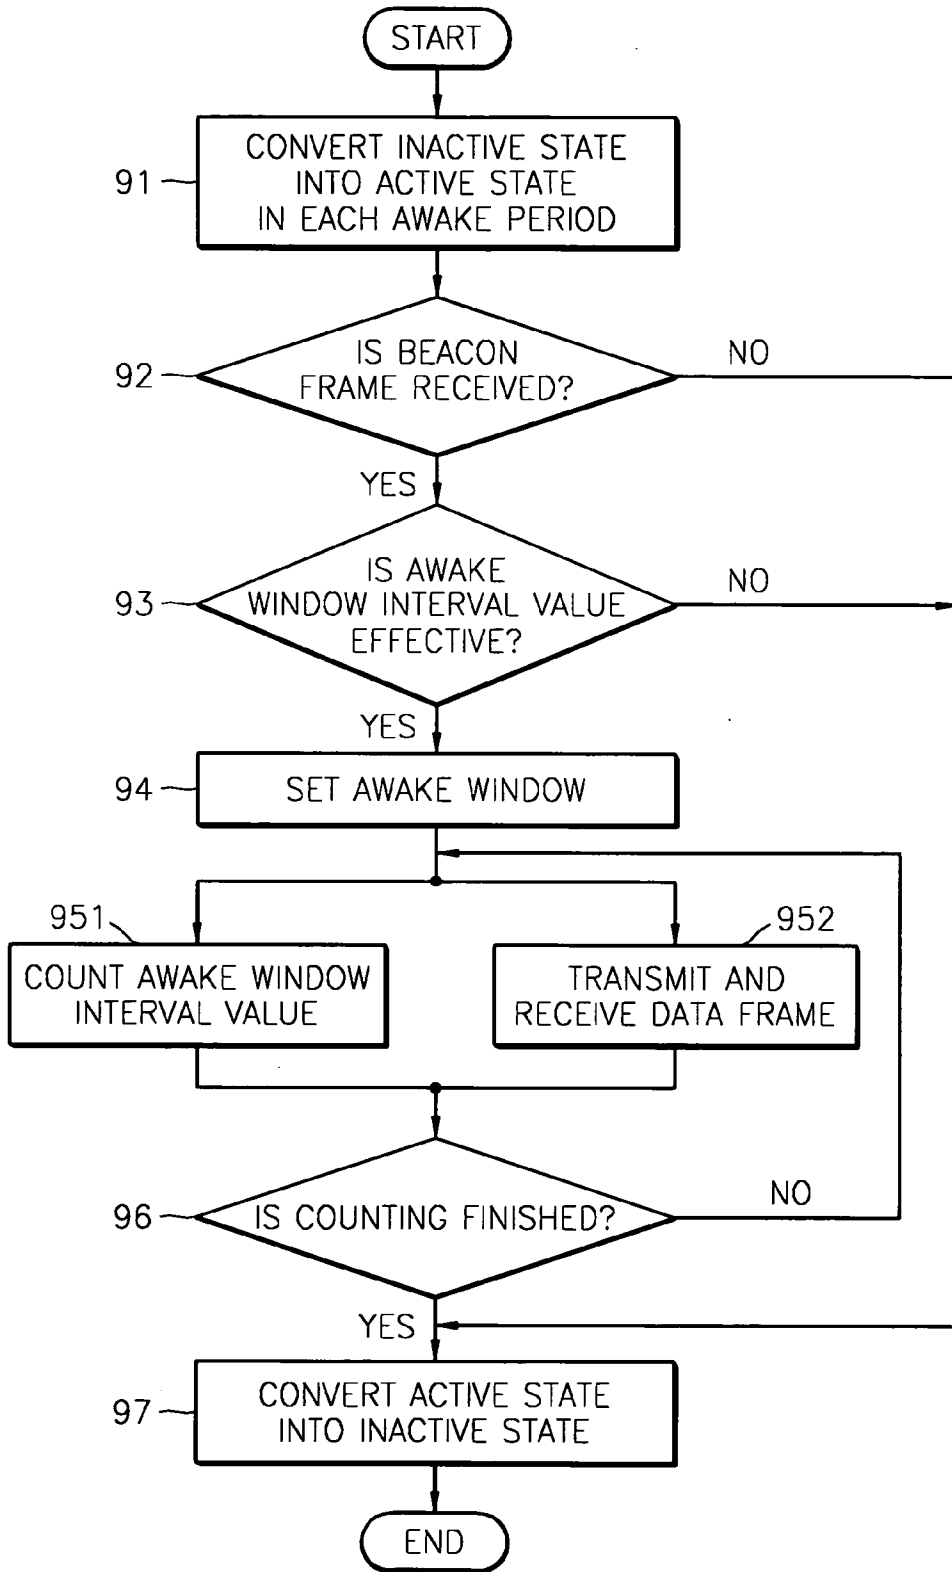 START
91
CONVERT INACTIVE STATE
INTO ACTIVE STATE
IN EACH AWAKE PERIOD
92
IS BEACON
FRAME RECEIVED?
NO
YES
93
IS AWAKE
WINDOW INTERVAL VALUE
EFFECTIVE?
NO
YES
94
SET AWAKE WINDOW
951
COUNT AWAKE WINDOW
INTERVAL VALUE
952
TRANSMIT AND
RECEIVE DATA FRAME
96
IS COUNTING FINISHED?
NO
YES
97
CONVERT ACTIVE STATE
INTO INACTIVE STATE
END